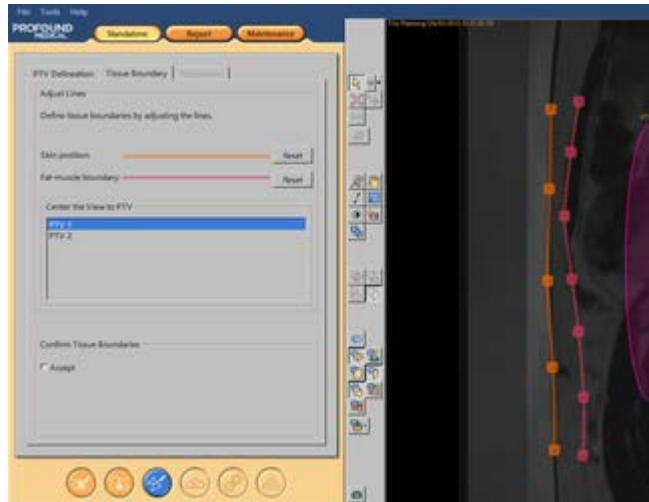 File Tools Help
PROFOUND
MEDICAL
Standalone
Report
Maintenance
PTV Delineation
Tissue Boundary
Adjust Lines
Define tissue boundaries by adjusting the lines.
Skin position:
Reset
Fat-muscle boundary:
Reset
Center the View to PTV
PTV 1
PTV 2
Confirm Tissue Boundaries
Accept